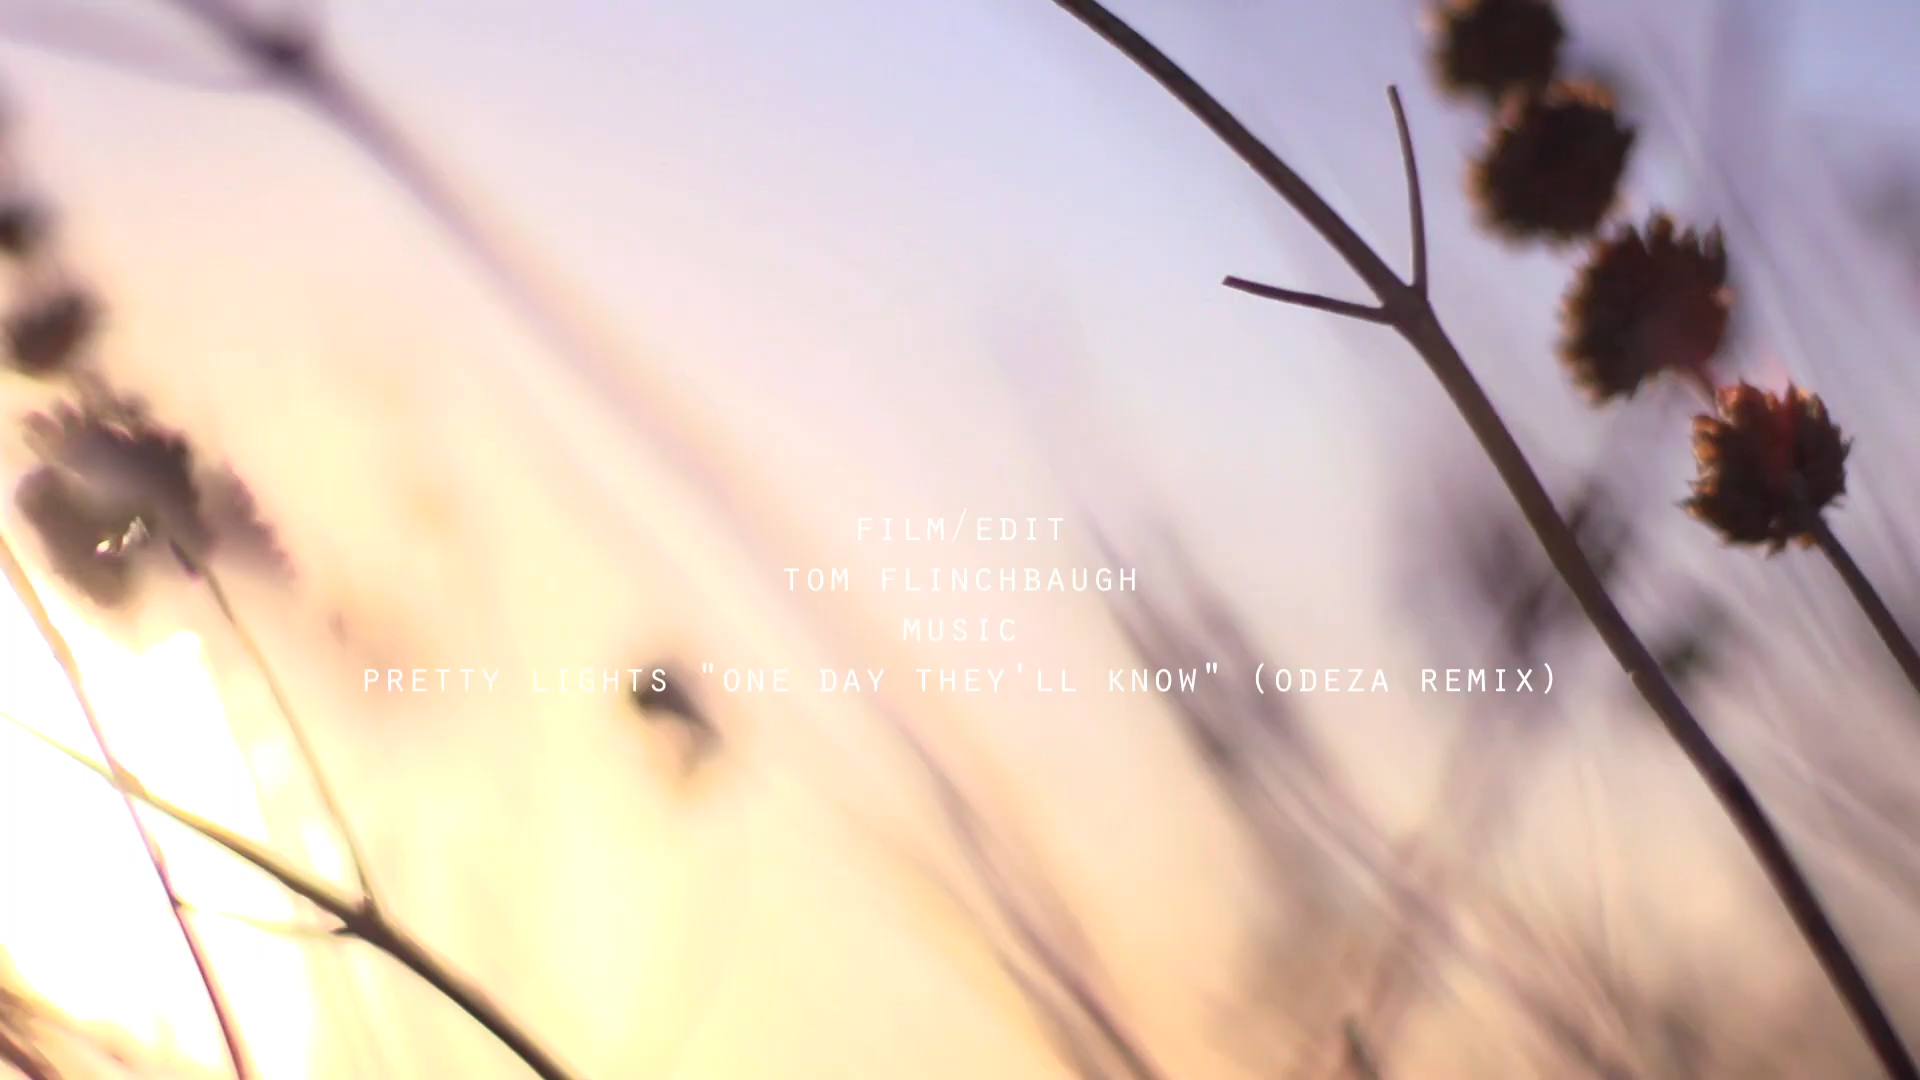 FILM/EDIT
TOM FLINCHBAUGH
MUSIC
PRETTY LIGHTS "ONE DAY THEY'LL KNOW" (ODEZA REMIX)